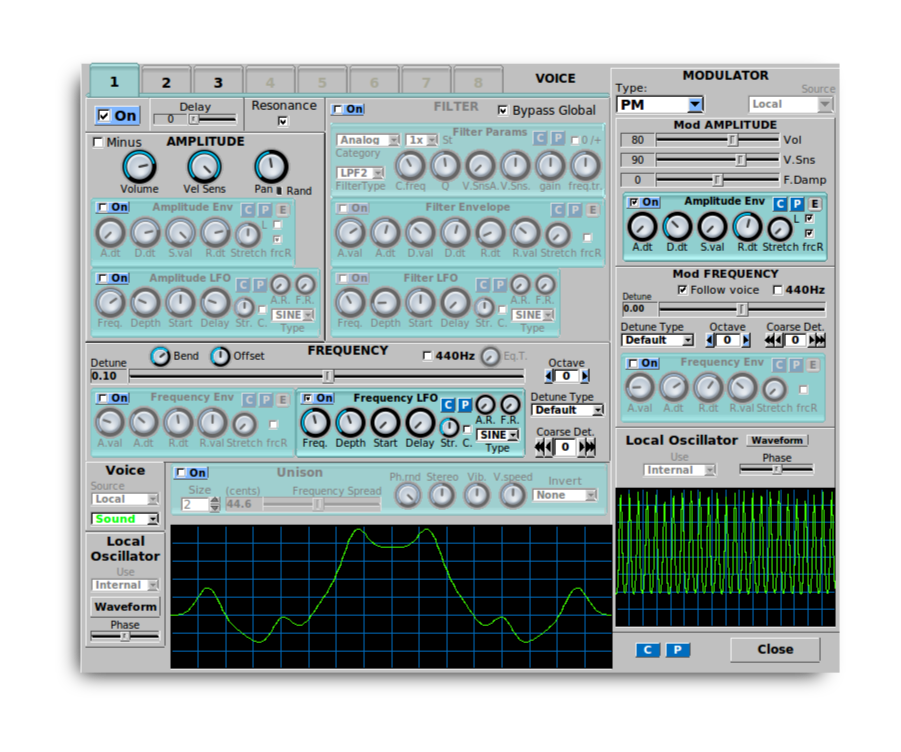 1 2 3 4 5 6 7 8 VOICE
On Delay 0 Resonance
Minus AMPLITUDE
Volume Vel Sens Pan Rand
On Amplitude Env C P E
L
A.dt D.dt S.val R.dt Stretch frcR
On Amplitude LFO C P
A.R. F.R.
Freq. Depth Start Delay Str. C. SINE
Type
On FILTER Bypass Global
Filter Params
Analog 1x St C P 0 /+
Category
LPF2
FilterType C.freq Q V.SnsA. V.Sns. gain freq.tr.
On Filter Envelope C P E
A.val A.dt D.val D.dt R.val R.dt Stretch frcR
On Filter LFO C P
A.R. F.R.
Freq. Depth Start Delay Str. C. SINE
Type
Bend Offset FREQUENCY 440Hz Eq.T.
Detune
0.10
Octave
0
On Frequency Env C P E
A.val A.dt R.dt R.val Stretch frcR
On Frequency LFO C P
A.R. F.R.
Freq. Depth Start Delay Str. C. SINE
Type
Detune Type
Default
Coarse Det.
0
Voice
Source
Local
Sound
On Unison
Size (cents) Frequency Spread Ph.rnd Stereo Vib. V.speed Invert
2 44.6 None
Local
Oscillator
Use
Internal
Waveform
Phase
MODULATOR
Type: Source
PM Local
Mod AMPLITUDE
80 Vol
90 V.Sns
0 F.Damp
On Amplitude Env C P E
L
A.dt D.dt S.val R.dt Stretch frcR
Mod FREQUENCY
Follow voice 440Hz
Detune
0.00
Detune Type Octave Coarse Det.
Default 0 0
On Frequency Env C P E
A.val A.dt R.dt R.val Stretch frcR
Local Oscillator Waveform
Use Phase
Internal
C P Close